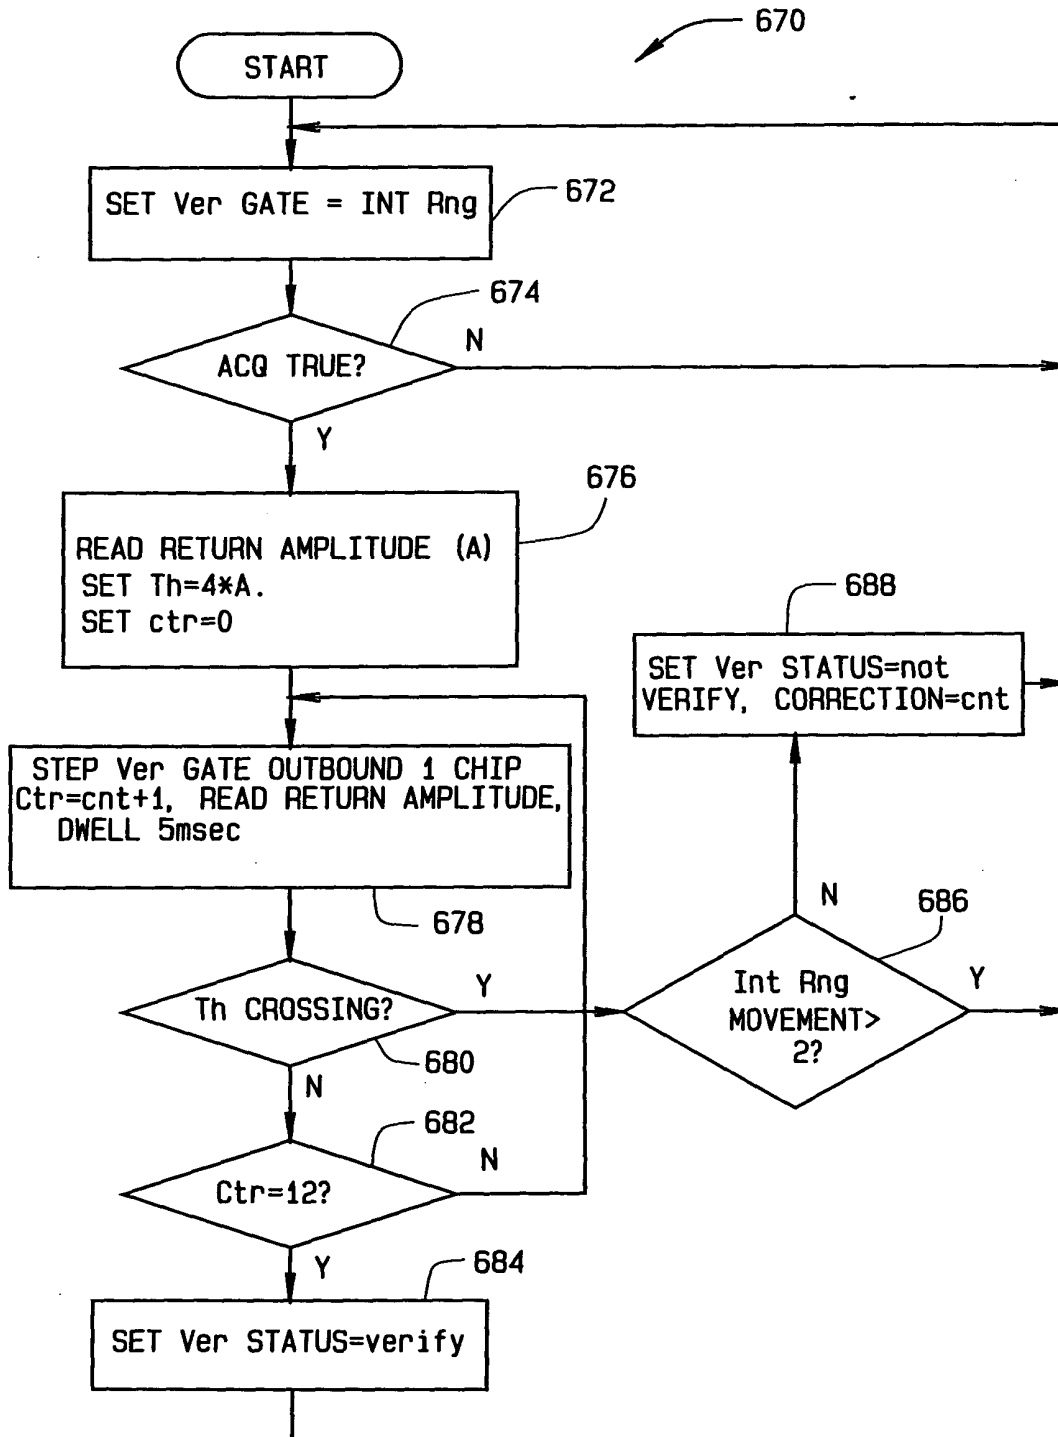 670
START
SET Ver GATE = INT Rng
672
674
ACQ TRUE?
N
Y
676
READ RETURN AMPLITUDE (A)
SET Th=4*A.
SET ctr=0
688
SET Ver STATUS=not
VERIFY, CORRECTION=cnt
STEP Ver GATE OUTBOUND 1 CHIP
Ctr=cnt+1, READ RETURN AMPLITUDE,
DWELL 5msec
678
N
686
Th CROSSING?
Y
680
N
Int Rng
MOVEMENT>
2?
Y
682
Ctr=12?
N
Y
684
SET Ver STATUS=verify